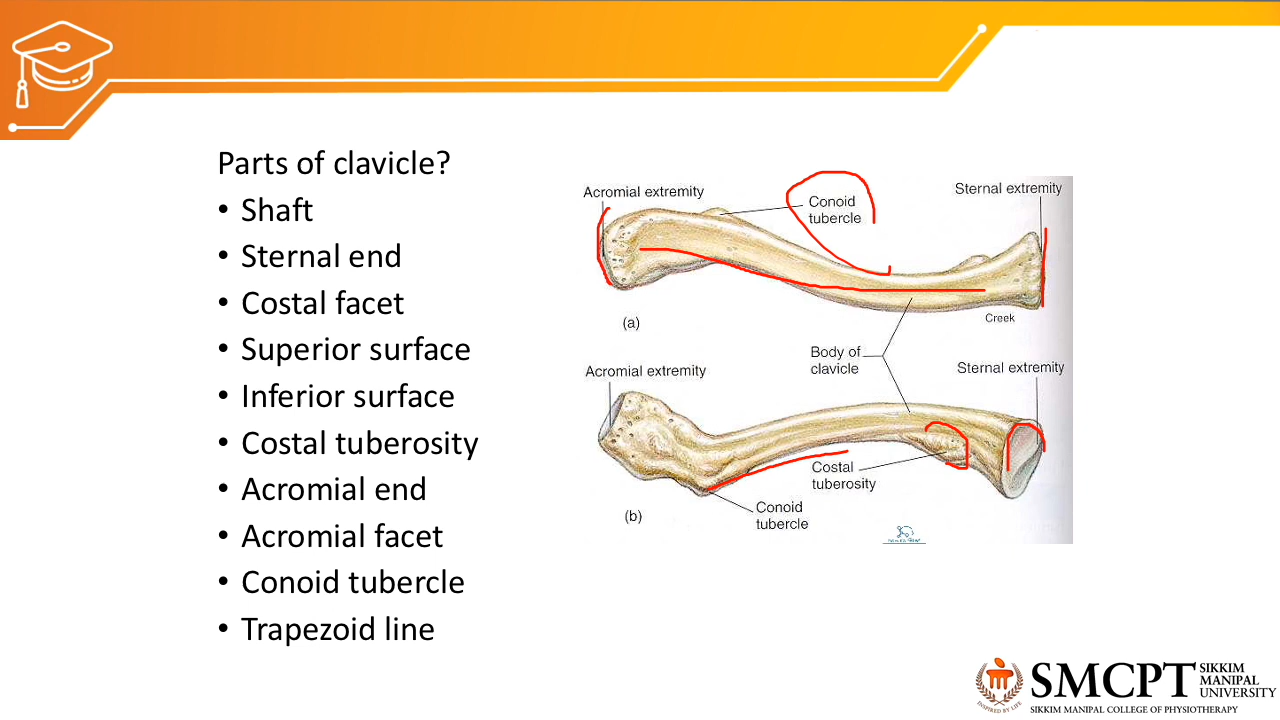 Parts of clavicle?
• Shaft
• Sternal end
• Costal facet
• Superior surface
• Inferior surface
• Costal tuberosity
• Acromial end
• Acromial facet
• Conoid tubercle
• Trapezoid line
Acromial extremity
Conoid
tubercle
Sternal extremity
(a)
Creek
Body of
clavicle
Acromial extremity
Sternal extremity
Costal
tuberosity
Conoid
tubercle
(b)
INSPIRED BY LIFE
SMCPT
SIKKIM
MANIPAL
UNIVERSITY
SIKKIM MANIPAL COLLEGE OF PHYSIOTHERAPY